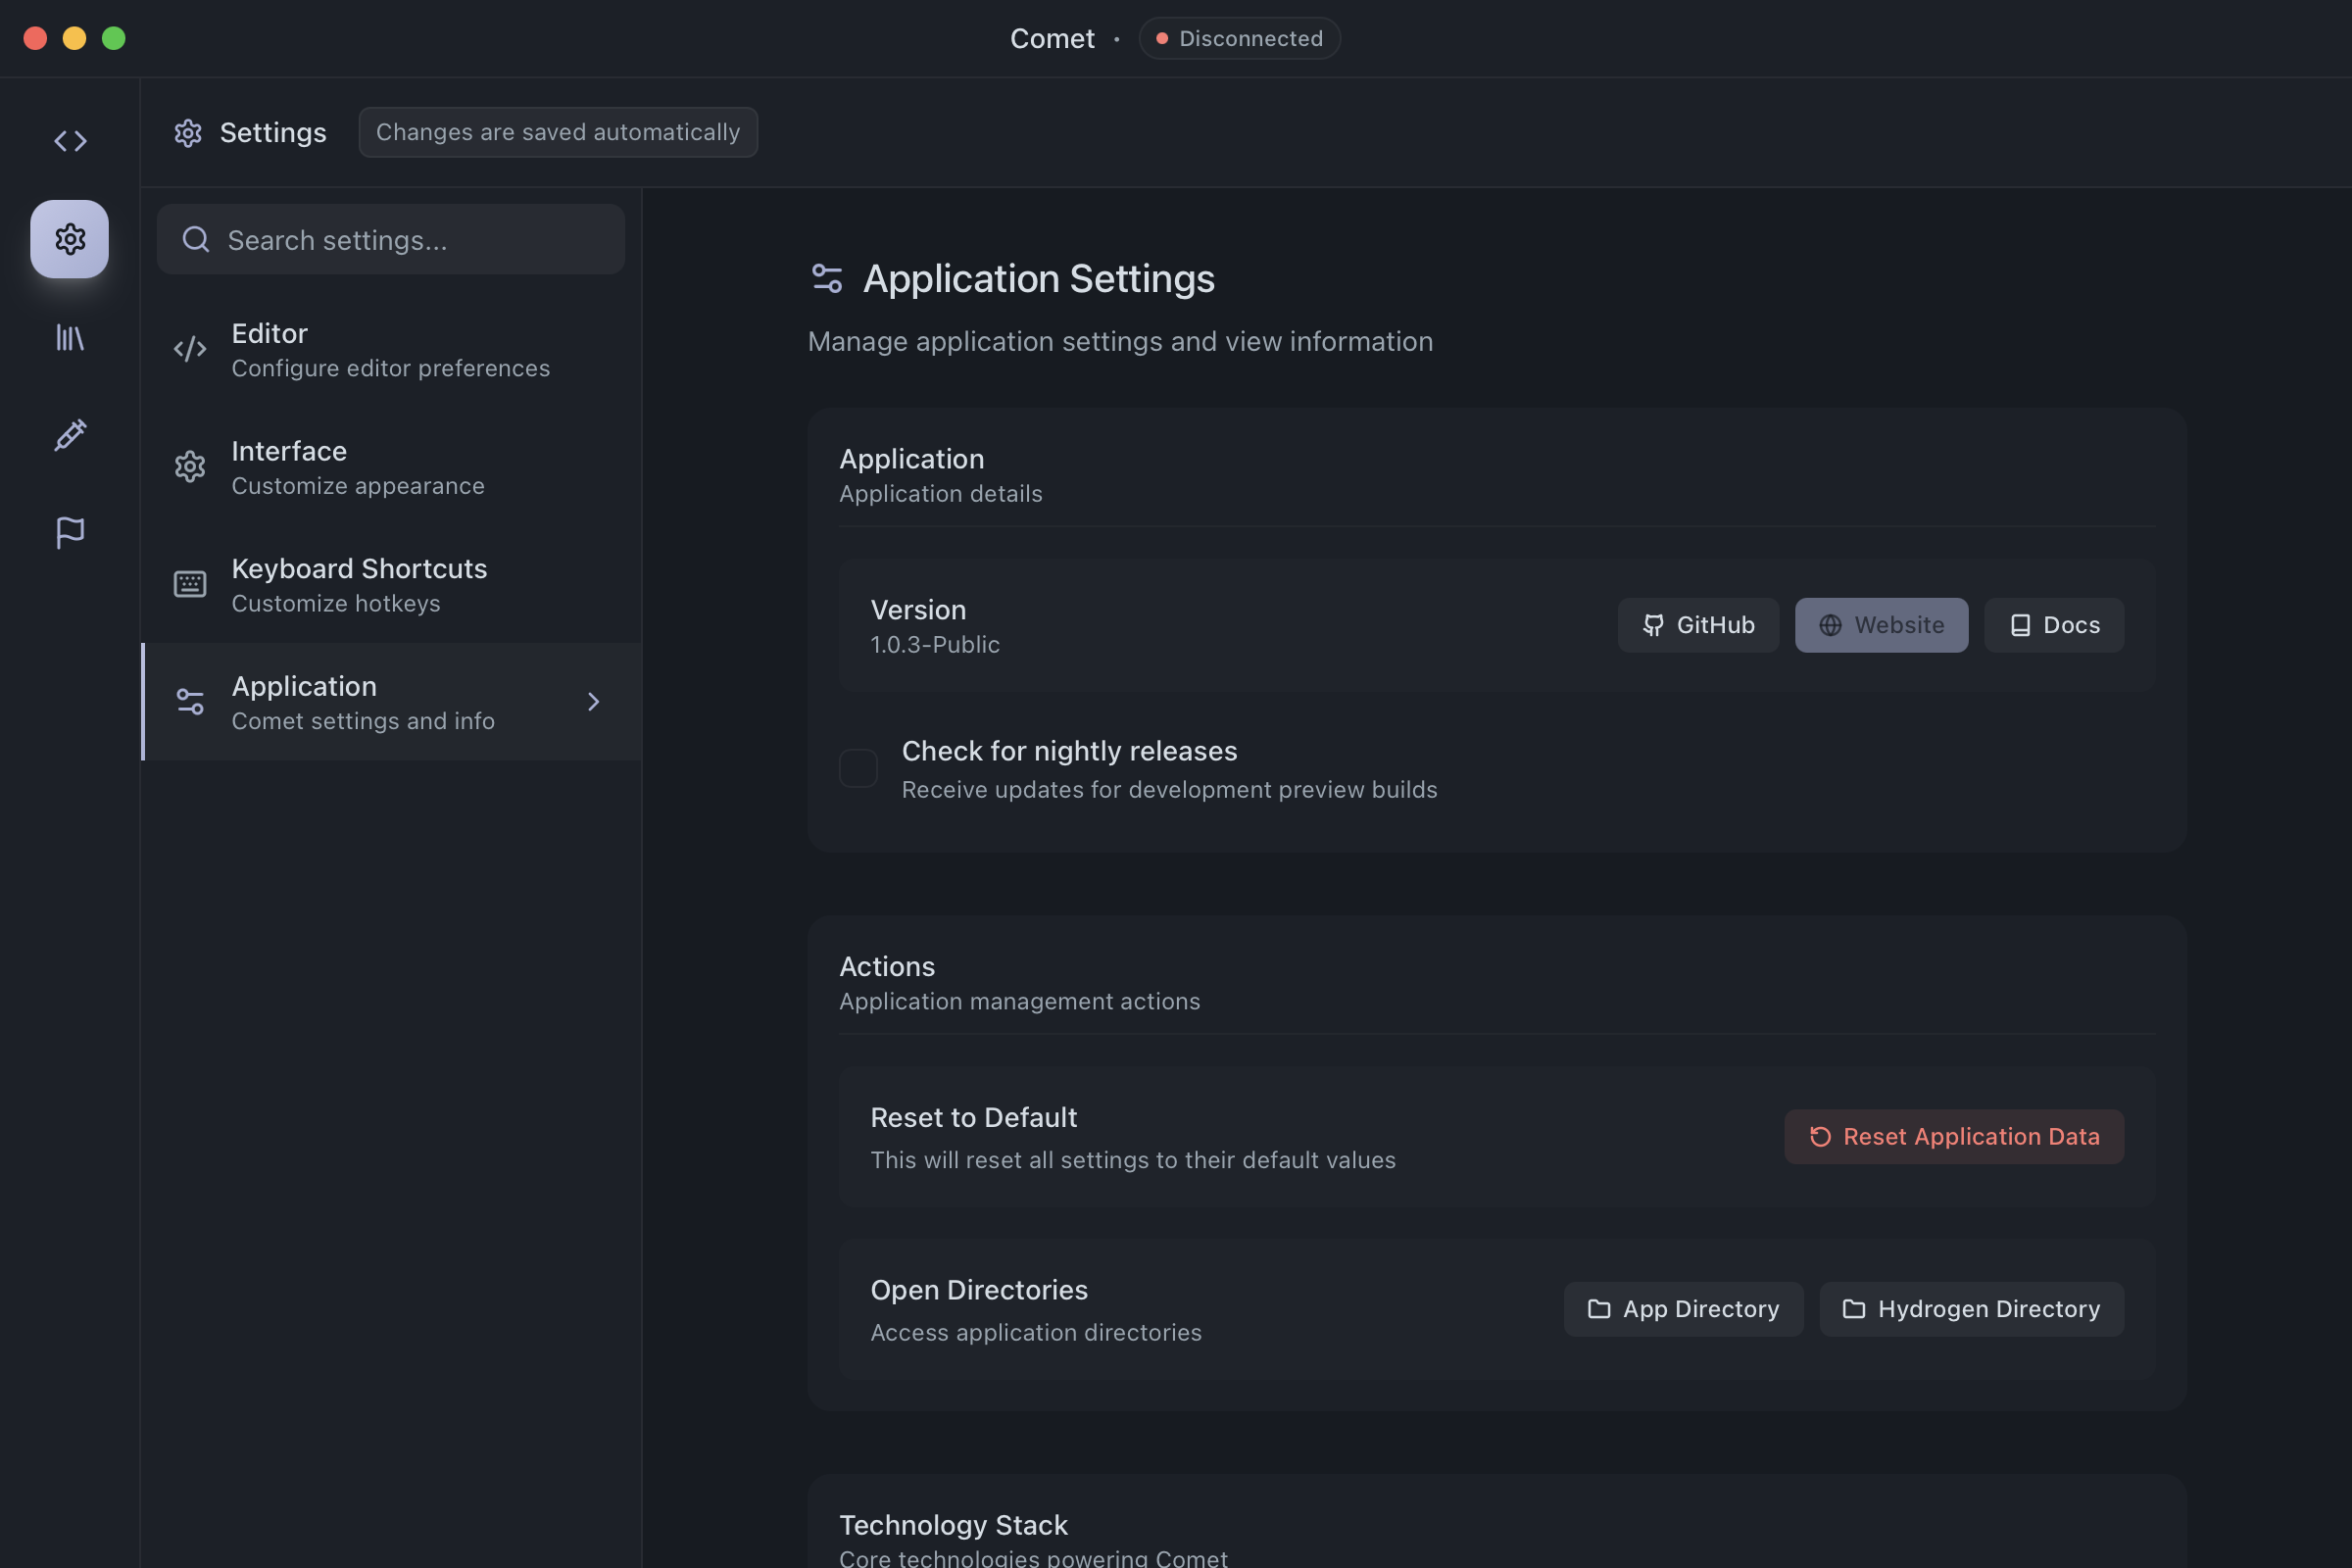 Comet · Disconnected
Settings
Changes are saved automatically
Search settings...
Editor
Configure editor preferences
Interface
Customize appearance
Keyboard Shortcuts
Customize hotkeys
Application
Comet settings and info
Application Settings
Manage application settings and view information
Application
Application details
Version
1.0.3-Public
GitHub
Website
Docs
Check for nightly releases
Receive updates for development preview builds
Actions
Application management actions
Reset to Default
This will reset all settings to their default values
Reset Application Data
Open Directories
Access application directories
App Directory
Hydrogen Directory
Technology Stack
Core technologies powering Comet